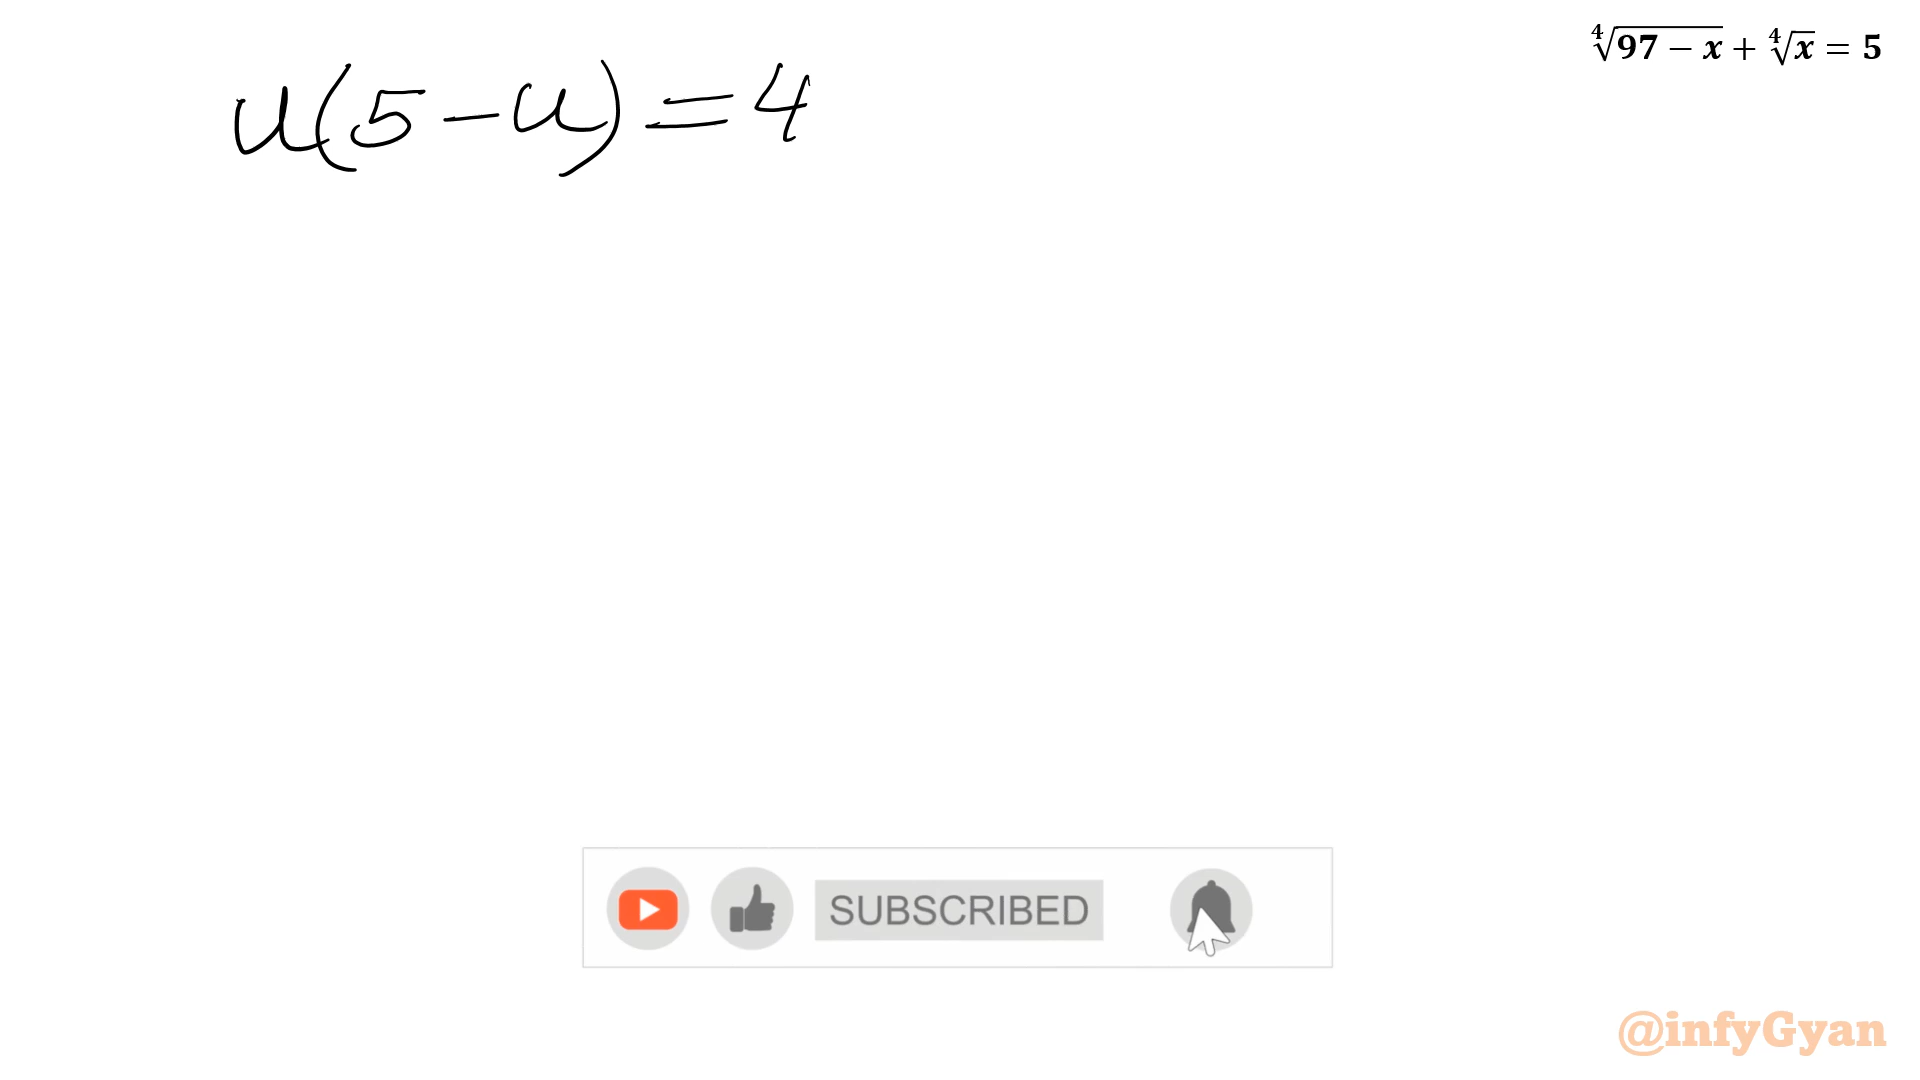 ∜(97 − x) + ∜x = 5
u(5-u)=4
SUBSCRIBED
@infyGyan